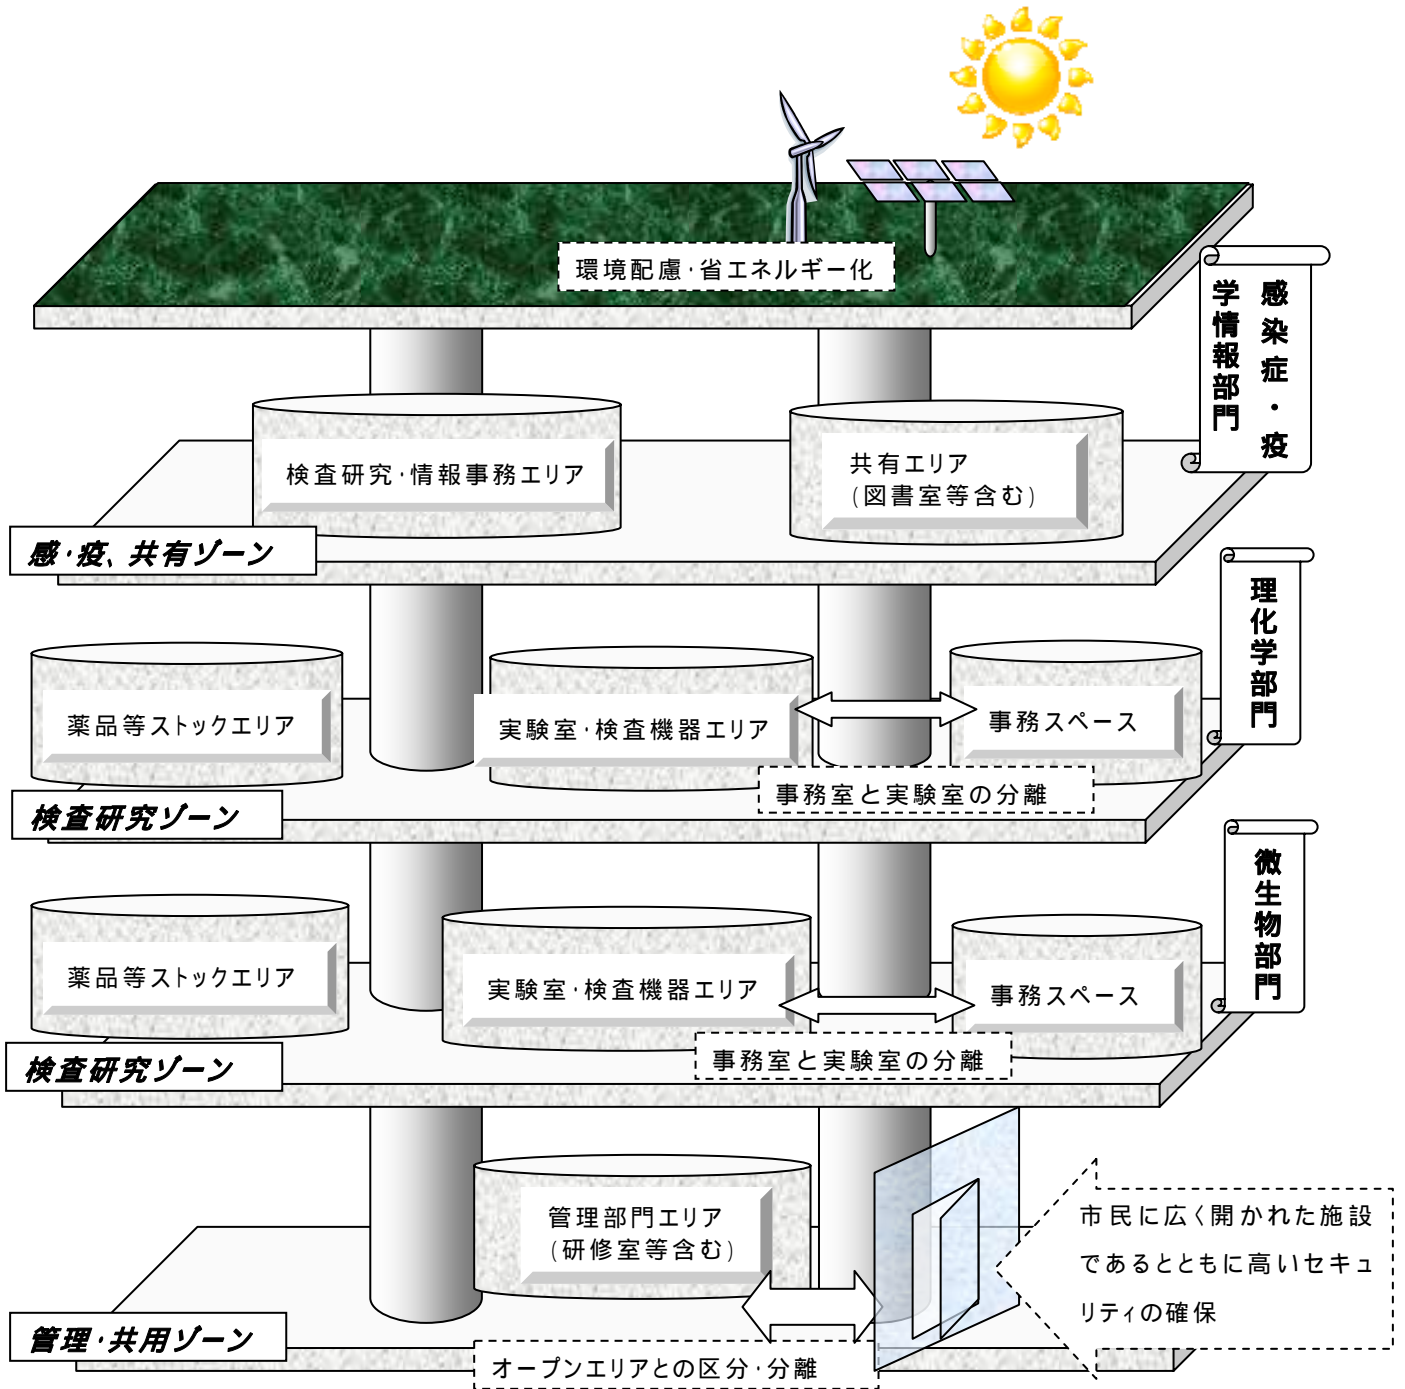 環境配慮・省エネルギー化
感染症・疫
学情報部門
検査研究・情報事務エリア
共有エリア
(図書室等含む)
感・疫、共有ゾーン
理化学部門
薬品等ストックエリア
実験室・検査機器エリア
事務スペース
事務室と実験室の分離
検査研究ゾーン
微生物部門
薬品等ストックエリア
実験室・検査機器エリア
事務スペース
事務室と実験室の分離
検査研究ゾーン
管理部門エリア
(研修室等含む)
市民に広く開かれた施設
であるとともに高いセキュ
リティの確保
管理・共用ゾーン
オープンエリアとの区分・分離